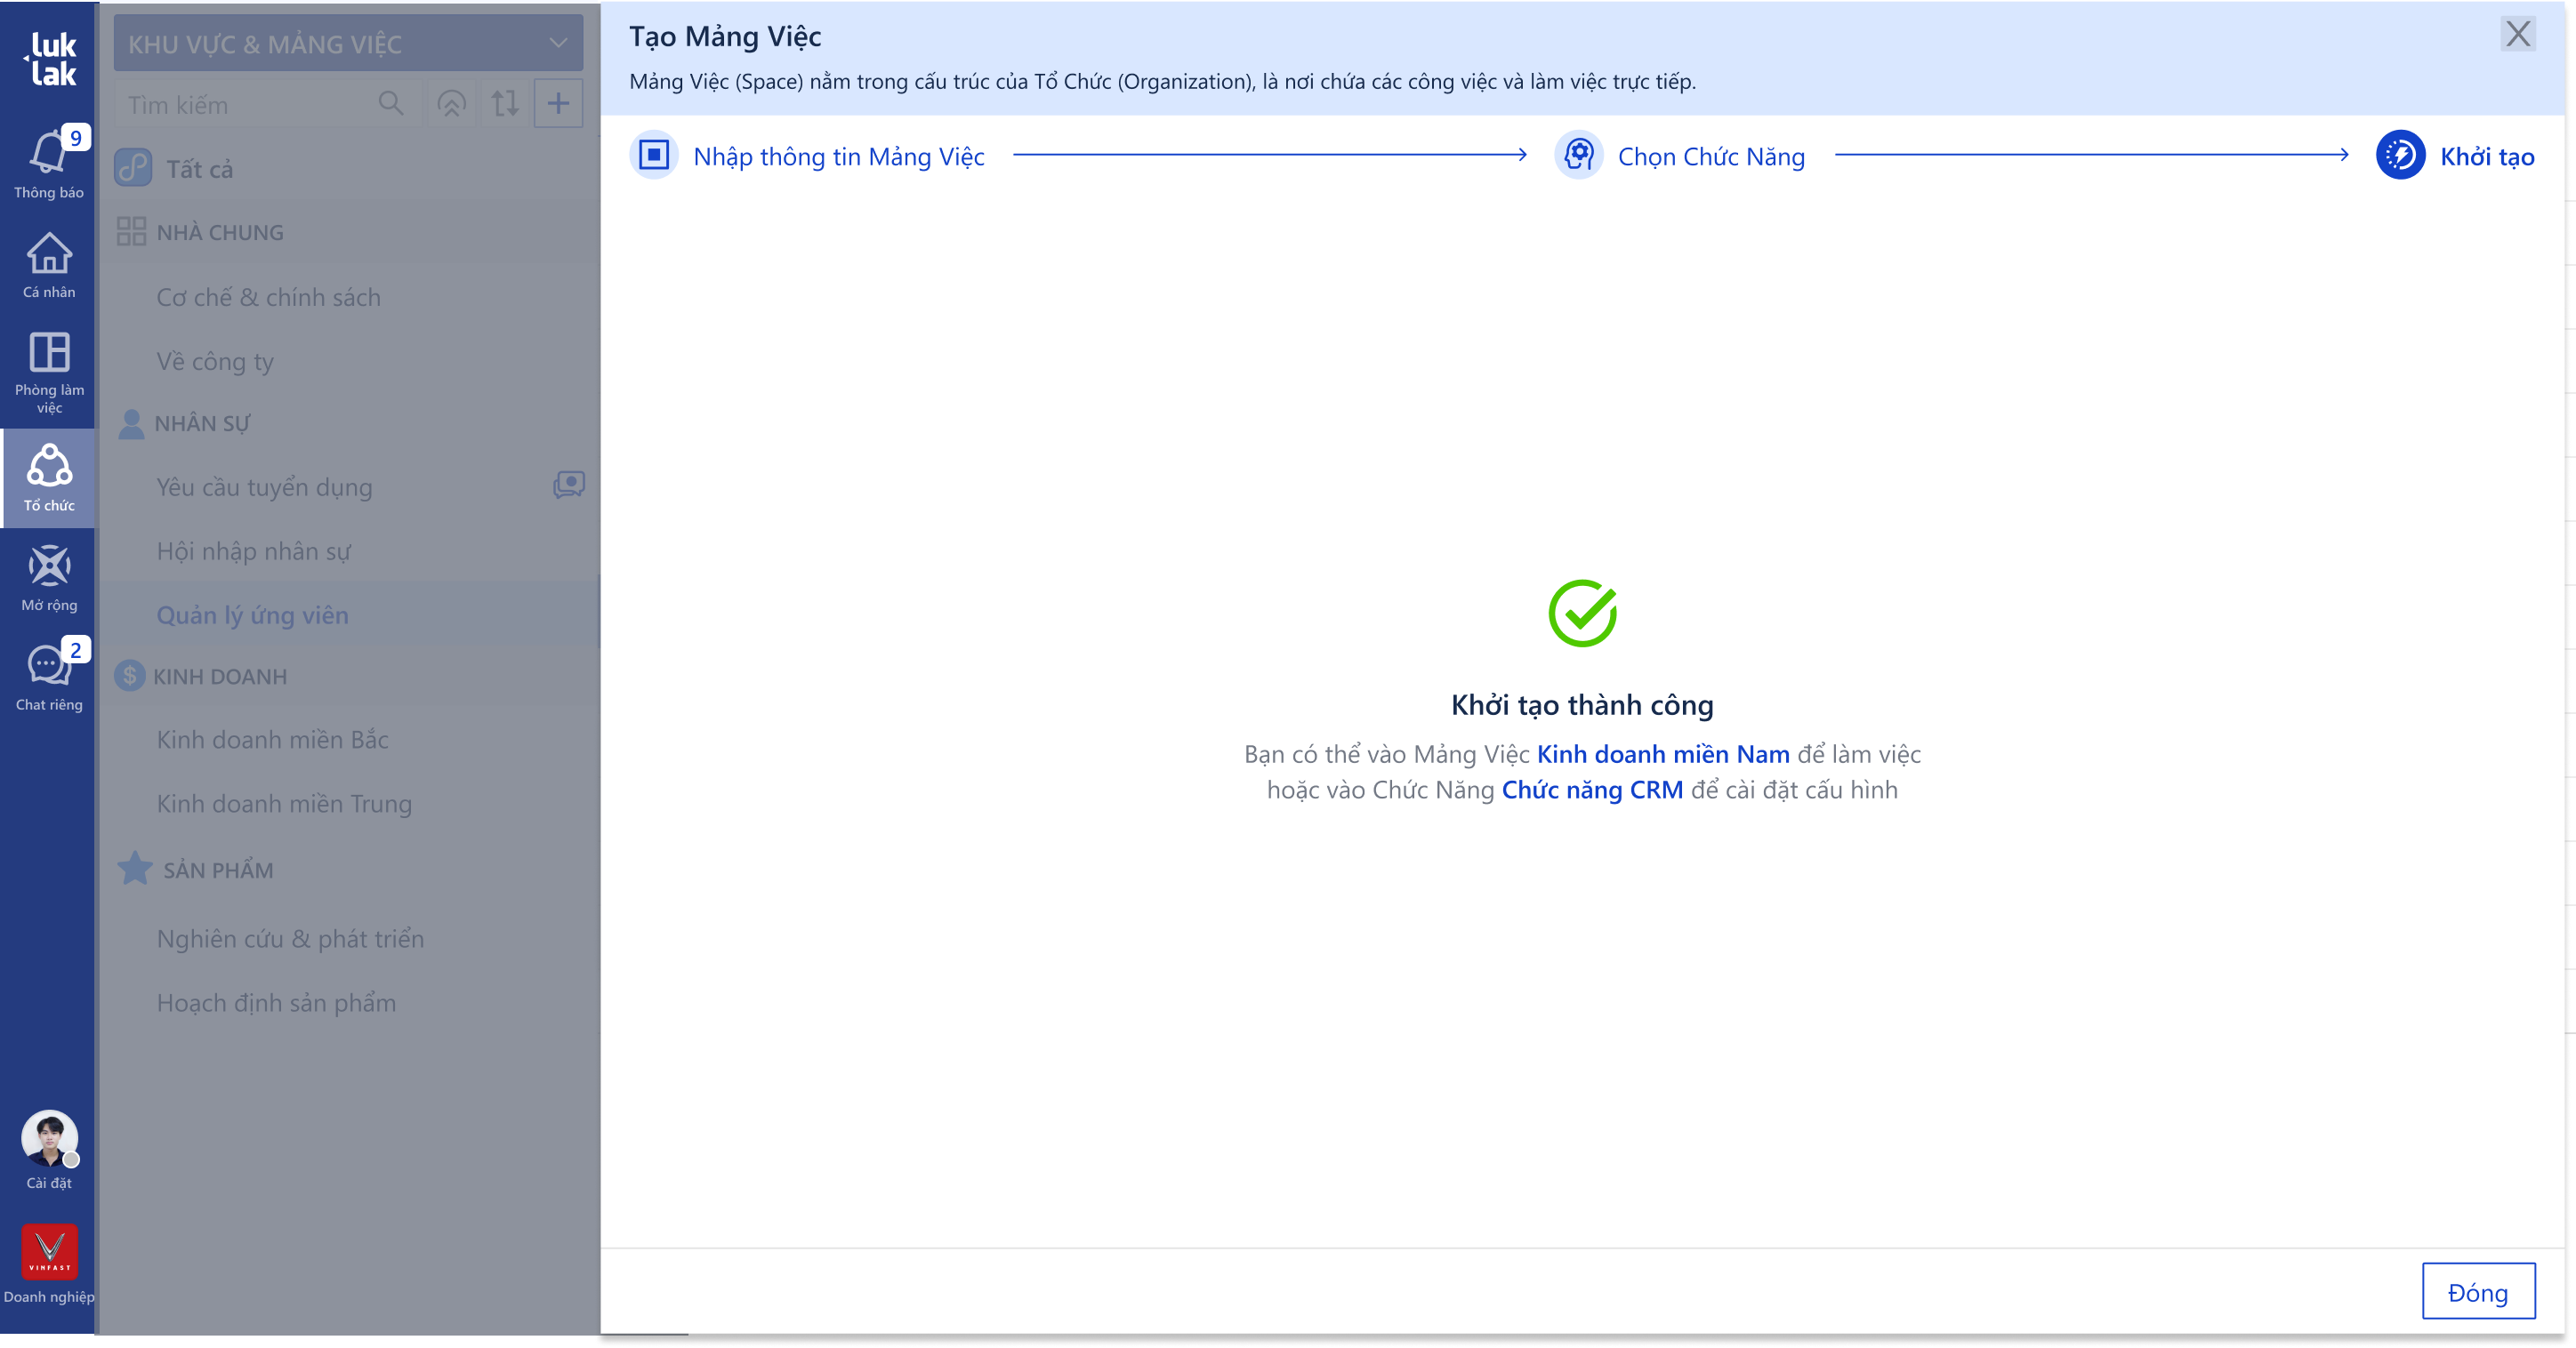 luk
lak
9
Thông báo
Cá nhân
Phòng làm
việc
Tổ chức
Mở rộng
2
Chat riêng
Cài đặt
VINFAST
Doanh nghiệp
KHU VỰC & MẢNG VIỆC
Tìm kiếm
Tất cả
NHÀ CHUNG
Cơ chế & chính sách
Về công ty
NHÂN SỰ
Yêu cầu tuyển dụng
Hội nhập nhân sự
Quản lý ứng viên
KINH DOANH
Kinh doanh miền Bắc
Kinh doanh miền Trung
SẢN PHẨM
Nghiên cứu & phát triển
Hoạch định sản phẩm
Tạo Mảng Việc
Mảng Việc (Space) nằm trong cấu trúc của Tổ Chức (Organization), là nơi chứa các công việc và làm việc trực tiếp.
Nhập thông tin Mảng Việc
Chọn Chức Năng
Khởi tạo
Khởi tạo thành công
Bạn có thể vào Mảng Việc Kinh doanh miền Nam để làm việc
hoặc vào Chức Năng Chức năng CRM để cài đặt cấu hình
Đóng